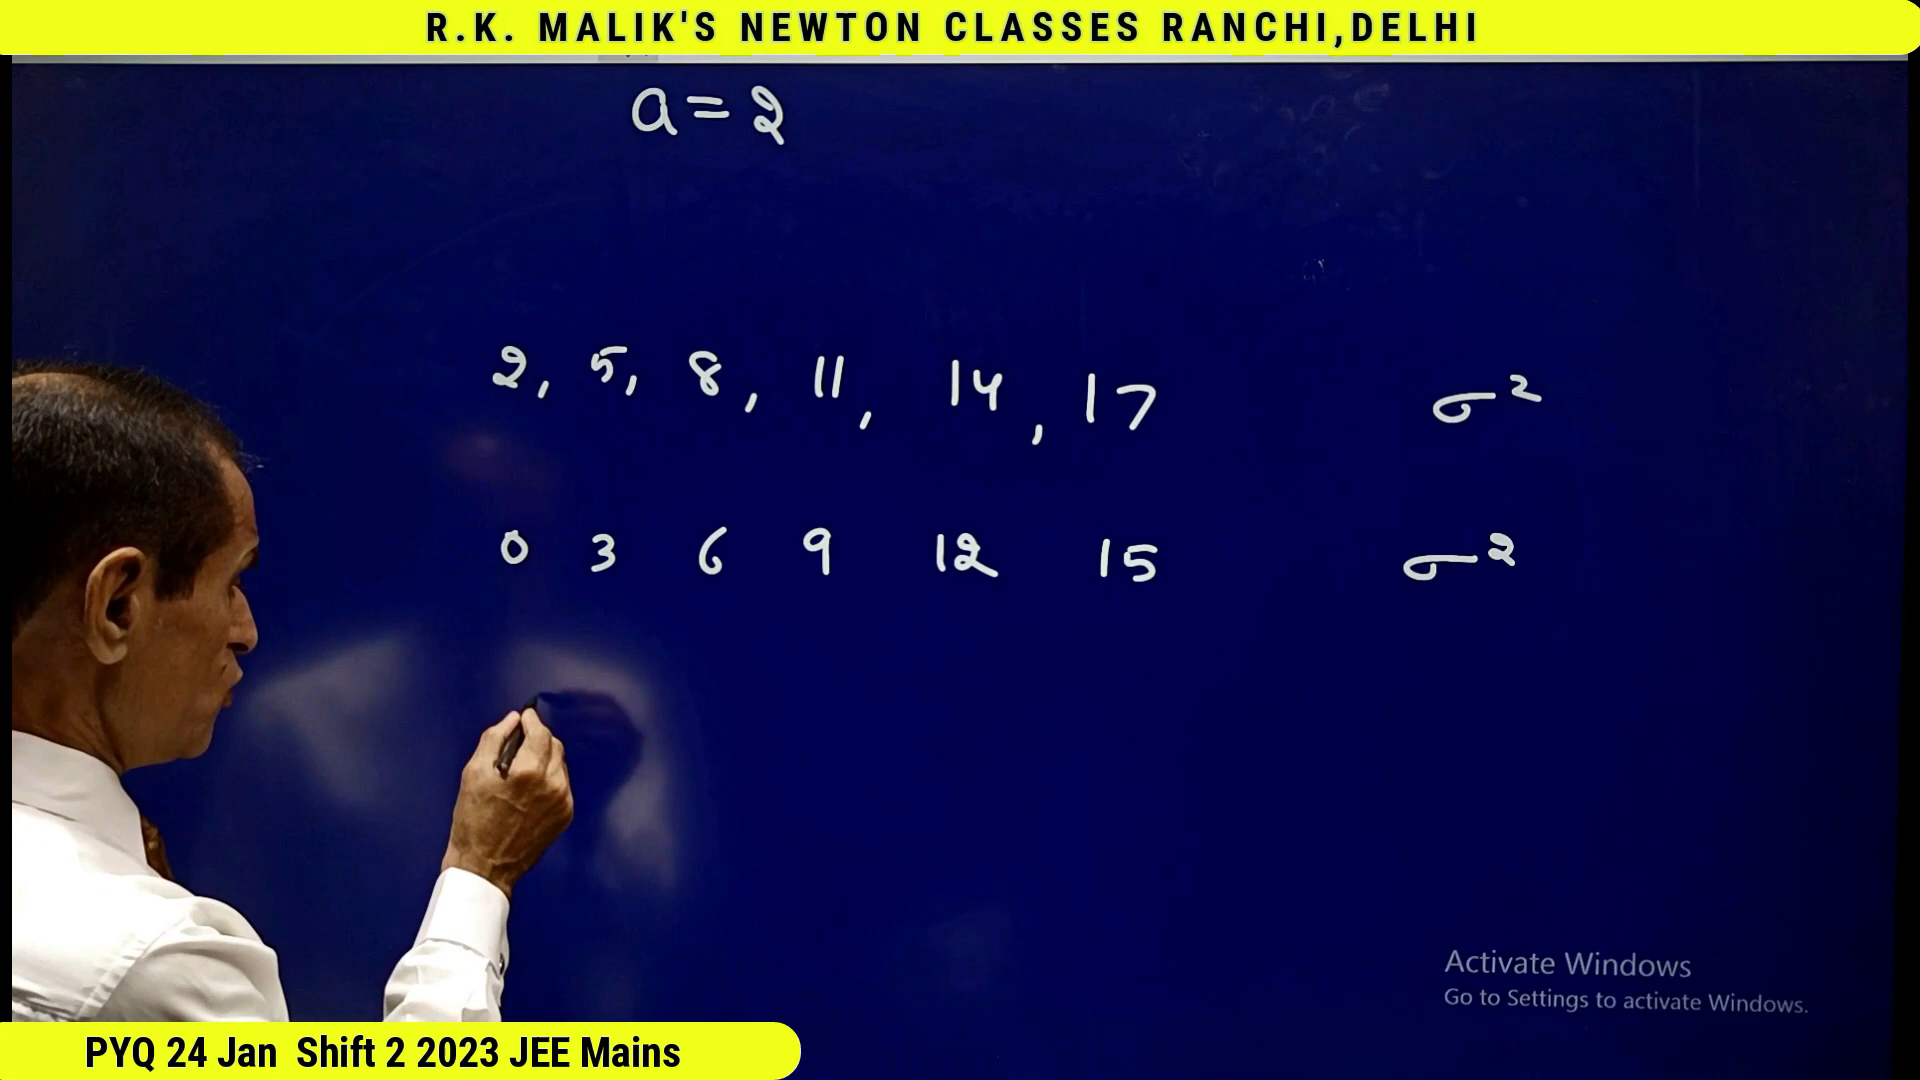 R.K. MALIK'S NEWTON CLASSES RANCHI,DELHI
a = 2
2, 5, 8, 11, 14, 17 σ²
0 3 6 9 12 15 σ²
Activate Windows
Go to Settings to activate Windows.
PYQ 24 Jan Shift 2 2023 JEE Mains